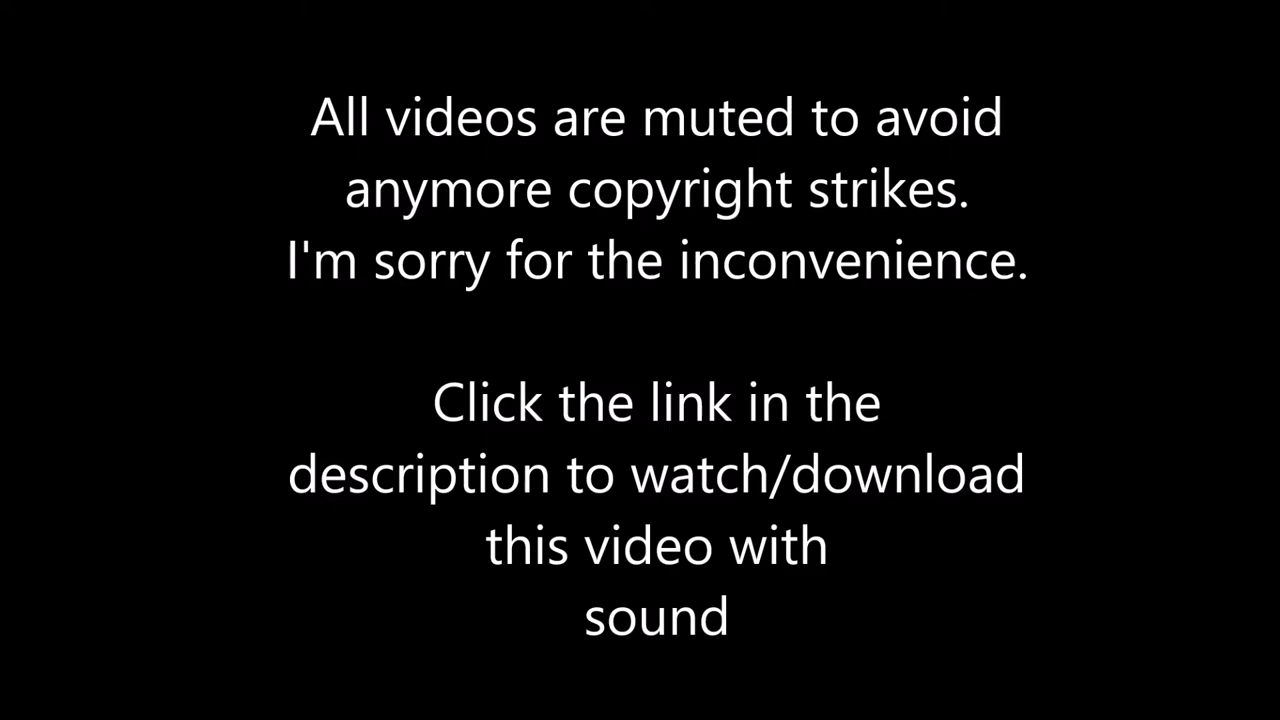 All videos are muted to avoid
anymore copyright strikes.
I'm sorry for the inconvenience.
Click the link in the
description to watch/download
this video with
sound